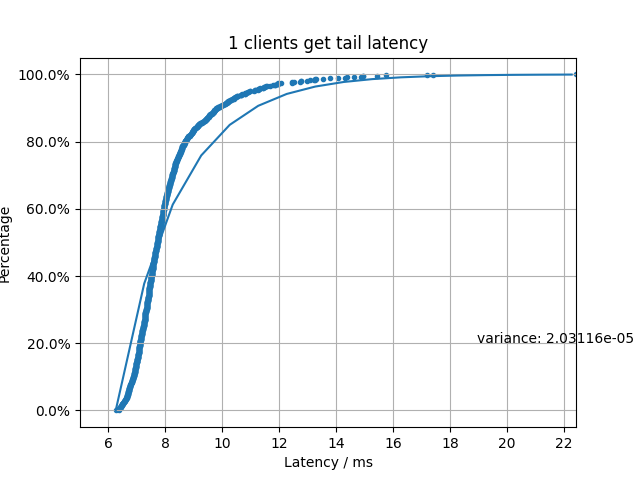 1 clients get tail latency
100.0%
80.0%
60.0%
40.0%
20.0%
0.0%
Percentage
variance: 2.03116e-05
6 8 10 12 14 16 18 20 22
Latency / ms